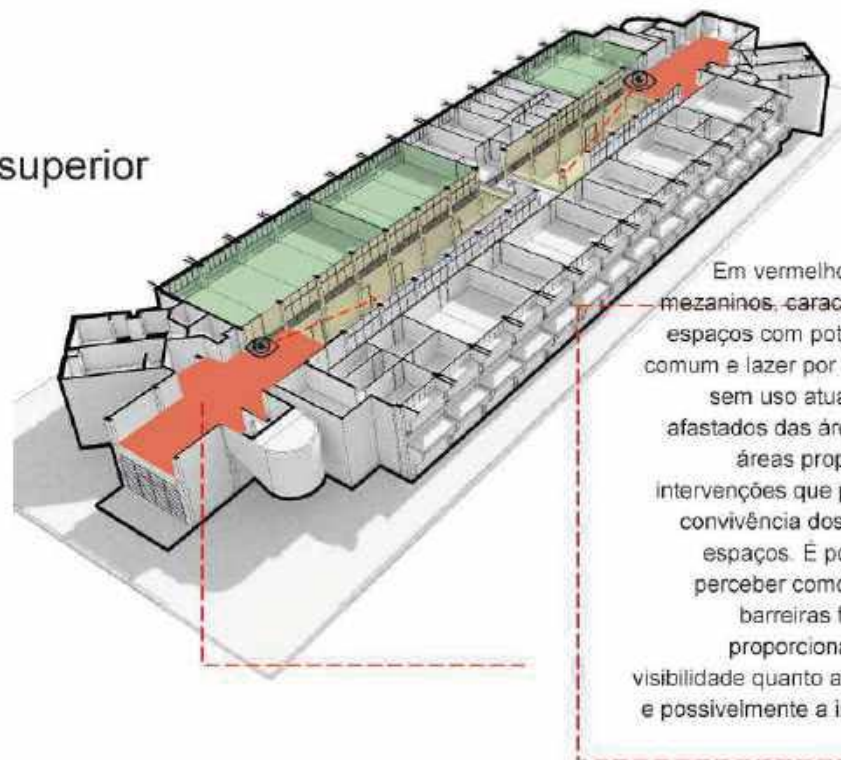 superior
Em vermelho
mezaninos, carac
espaços com pot
comum e lazer por
sem uso atua
afastados das ár
áreas prop
intervenções que p
convivência dos
espaços. É po
perceber como
barreiras f
proporciona
visibilidade quanto a
e possivelmente a i